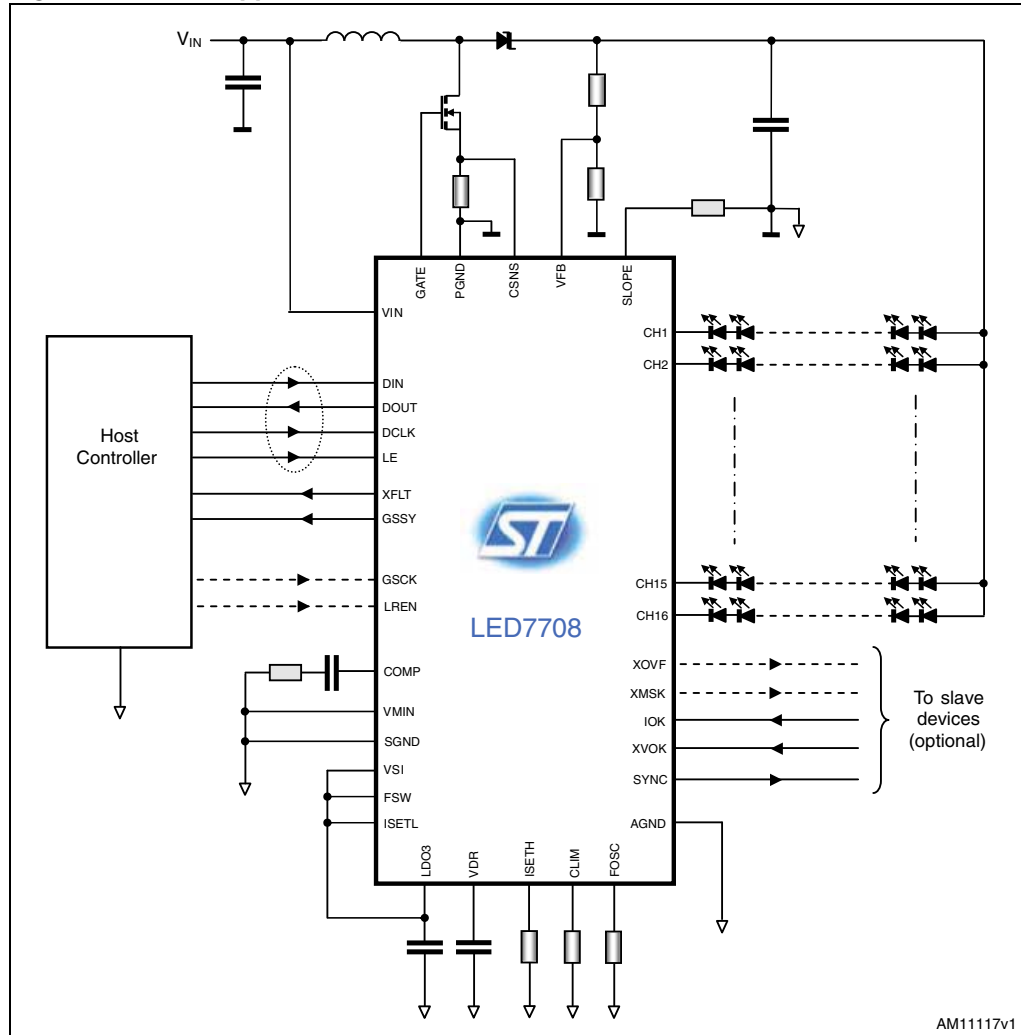 VIN
GATE
PGND
CSNS
VFB
SLOPE
VIN
CH1
CH2
Host
Controller
DIN
DOUT
DCLK
LE
XFLT
GSSY
GSCK
LREN
ST
LED7708
CH15
CH16
COMP
VMIN
SGND
VSI
FSW
ISETL
XOVF
XMSK
IOK
XVOK
SYNC
AGND
To slave
devices
(optional)
LDO3
VDR
ISETH
CLIM
FOSC
AM11117v1